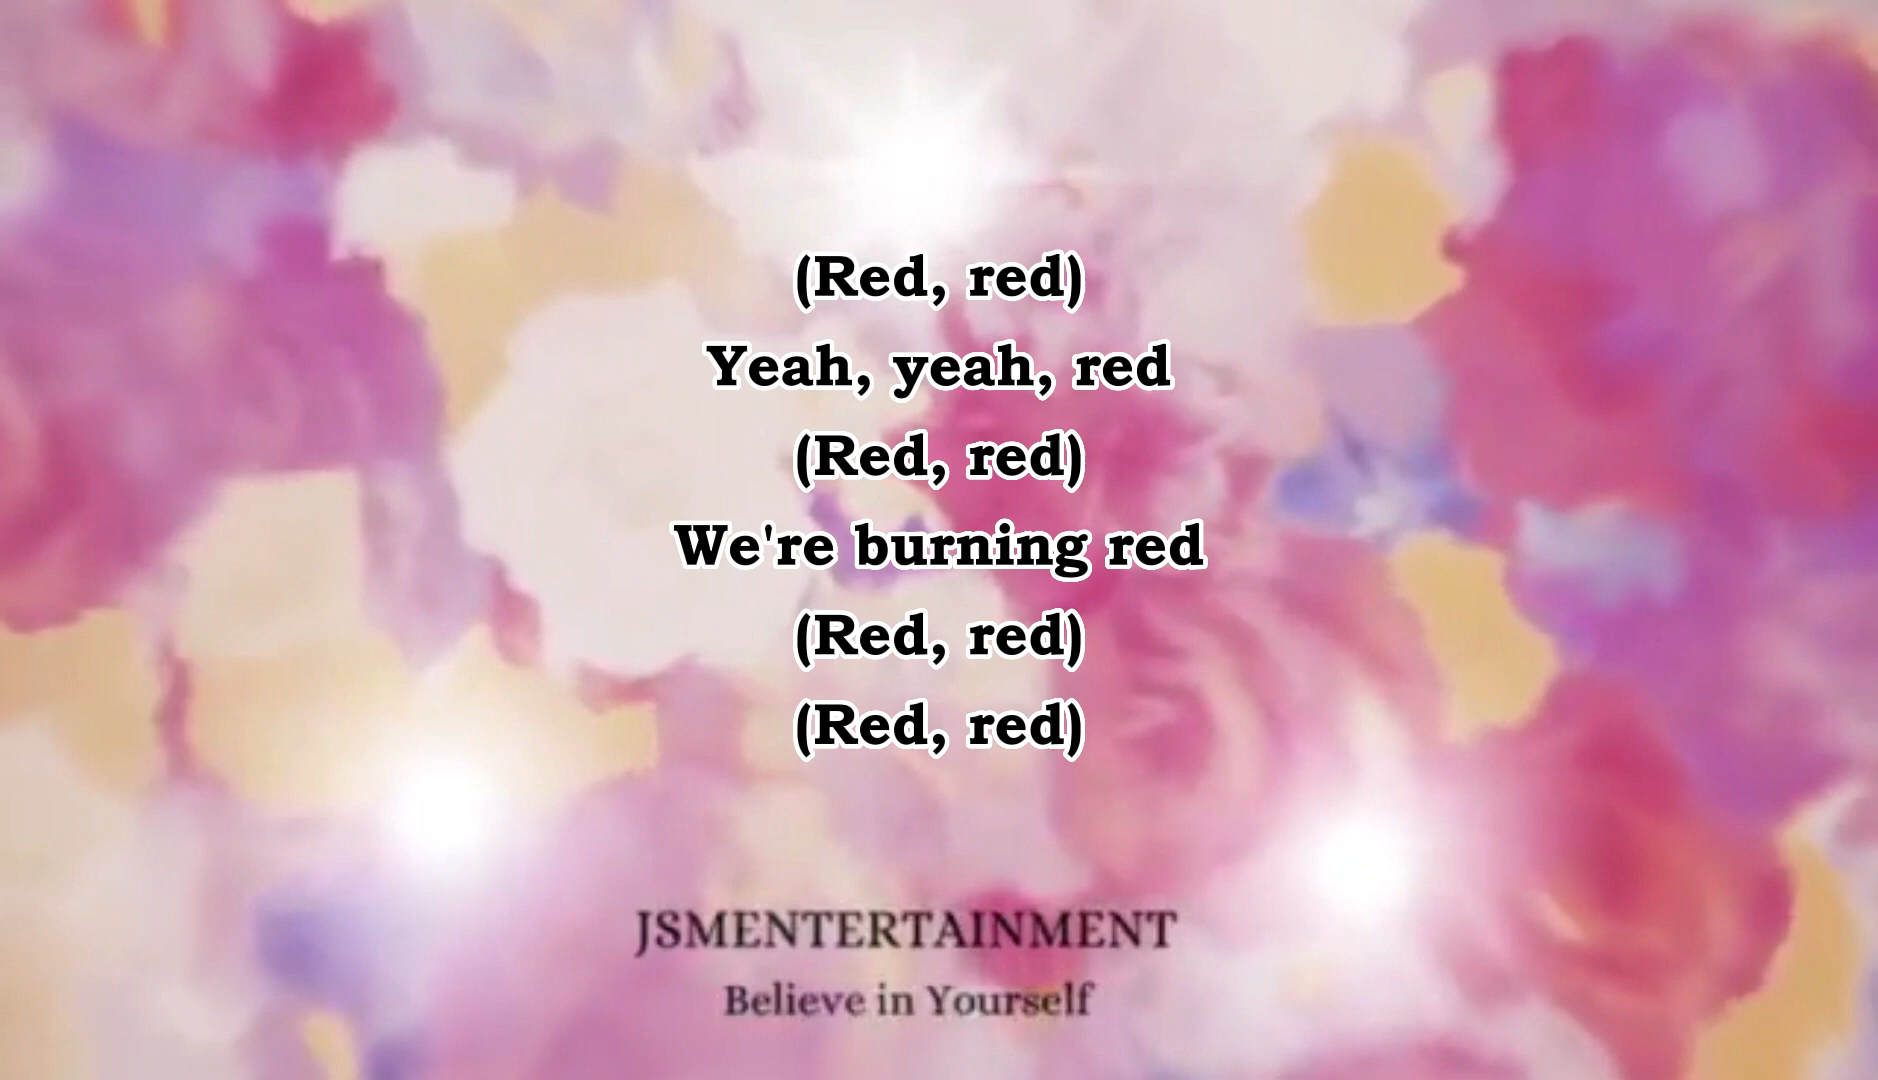 (Red, red)
Yeah, yeah, red
(Red, red)
We're burning red
(Red, red)
(Red, red)
JSMENTERTAINMENT
Believe in Yourself